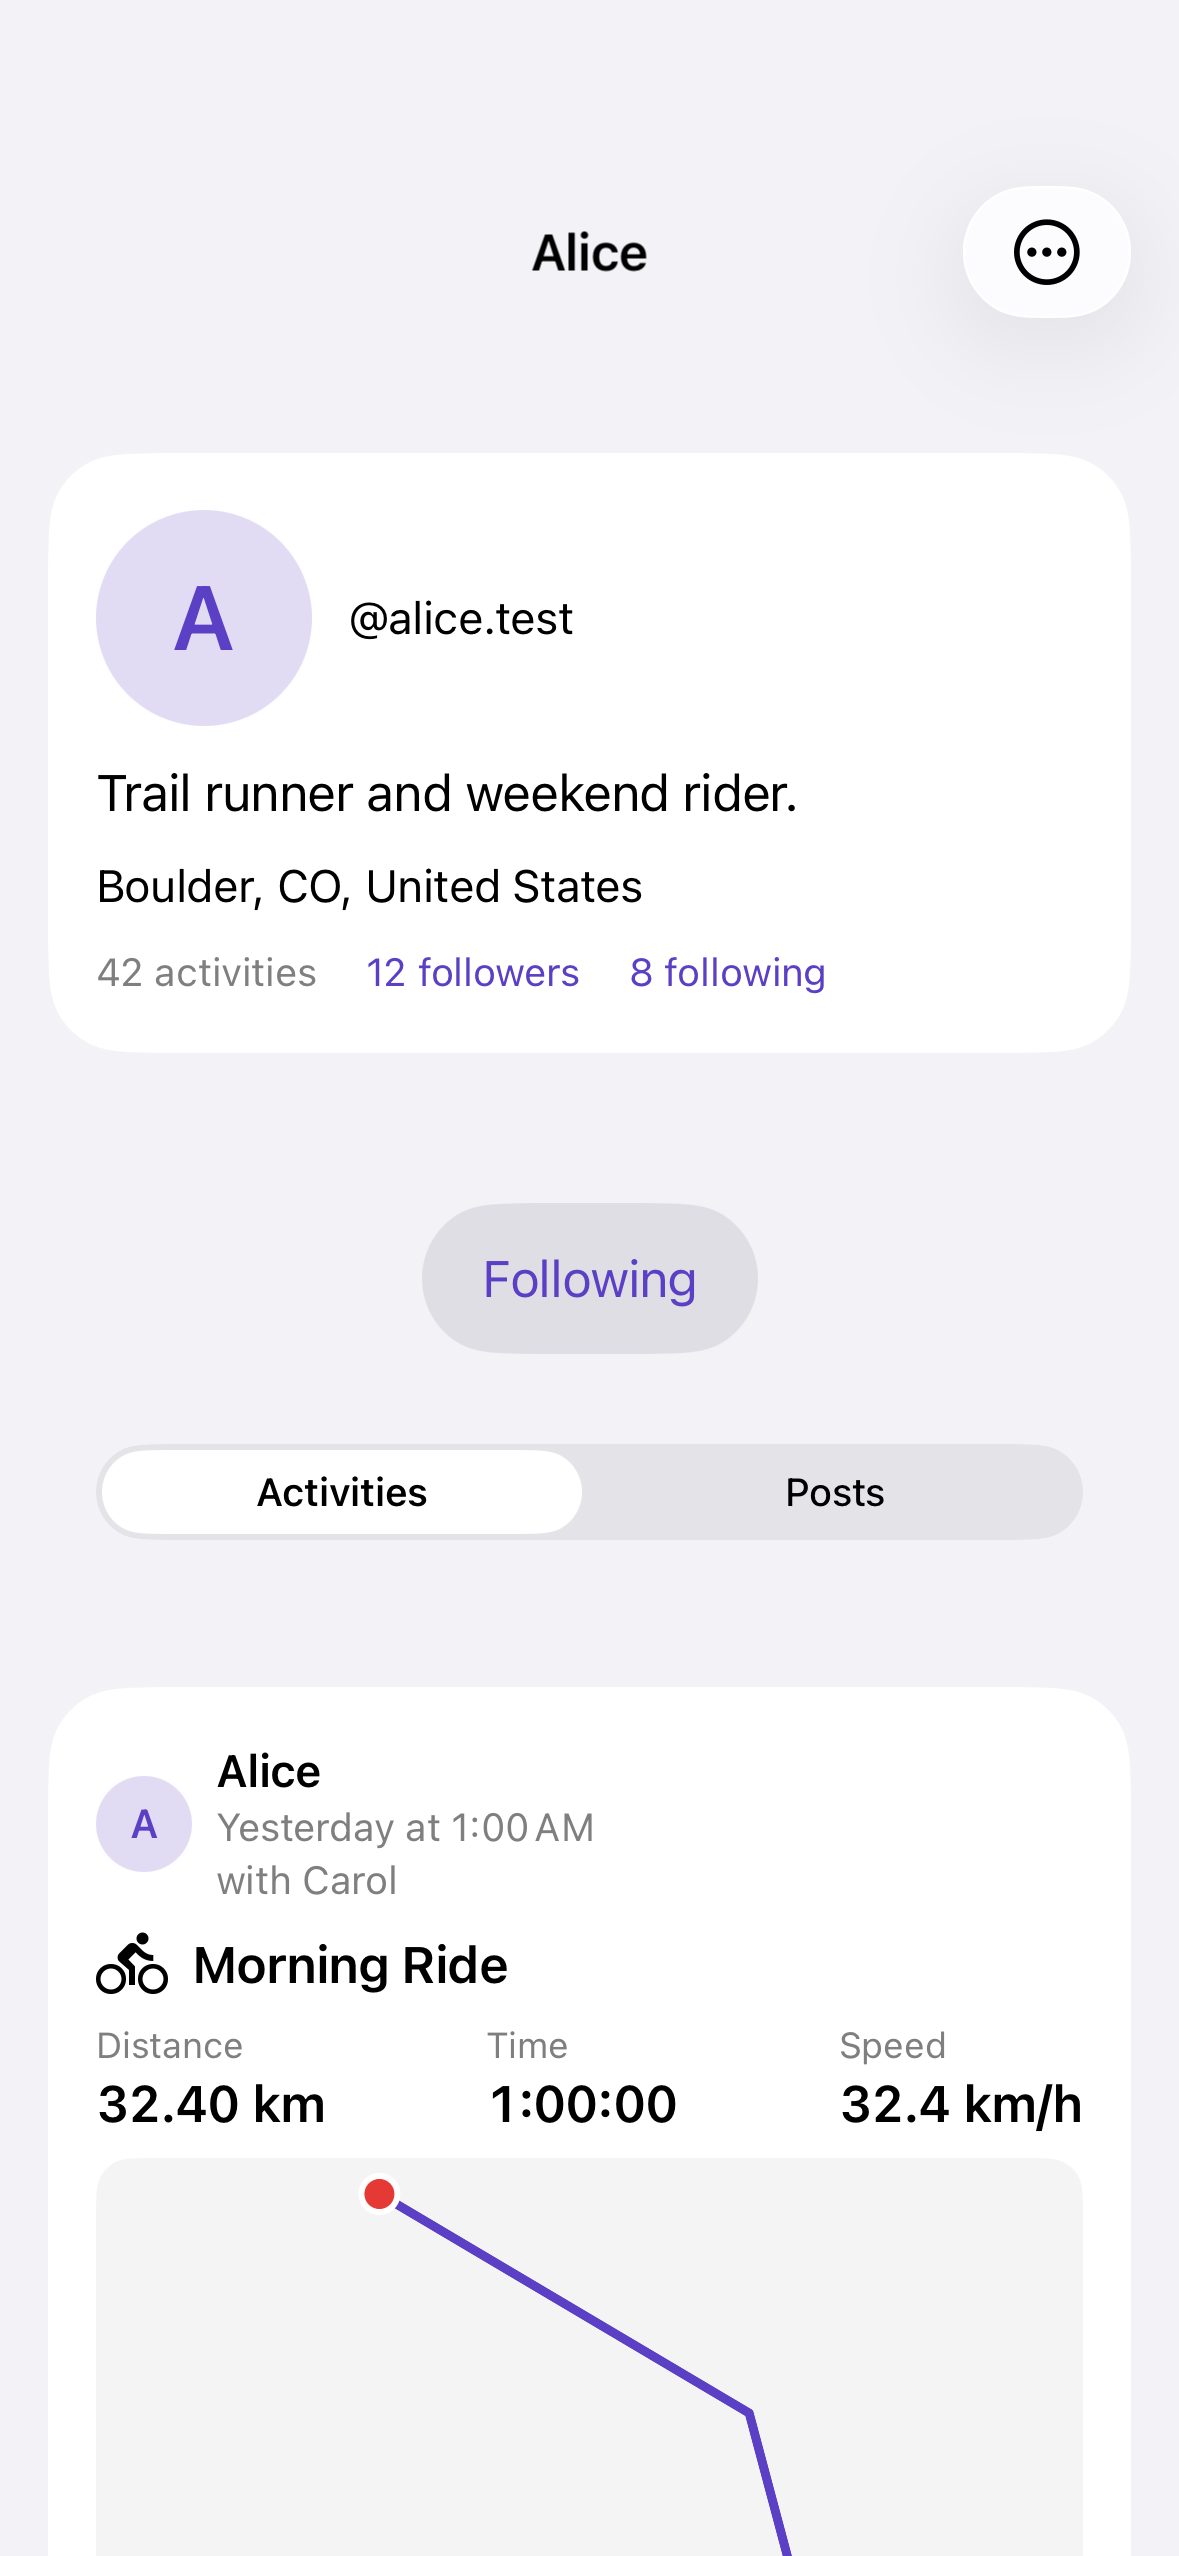 Alice
A
@alice.test
Trail runner and weekend rider.
Boulder, CO, United States
42 activities 12 followers 8 following
Following
Activities Posts
A
Alice
Yesterday at 1:00 AM
with Carol
Morning Ride
Distance Time Speed
32.40 km 1:00:00 32.4 km/h